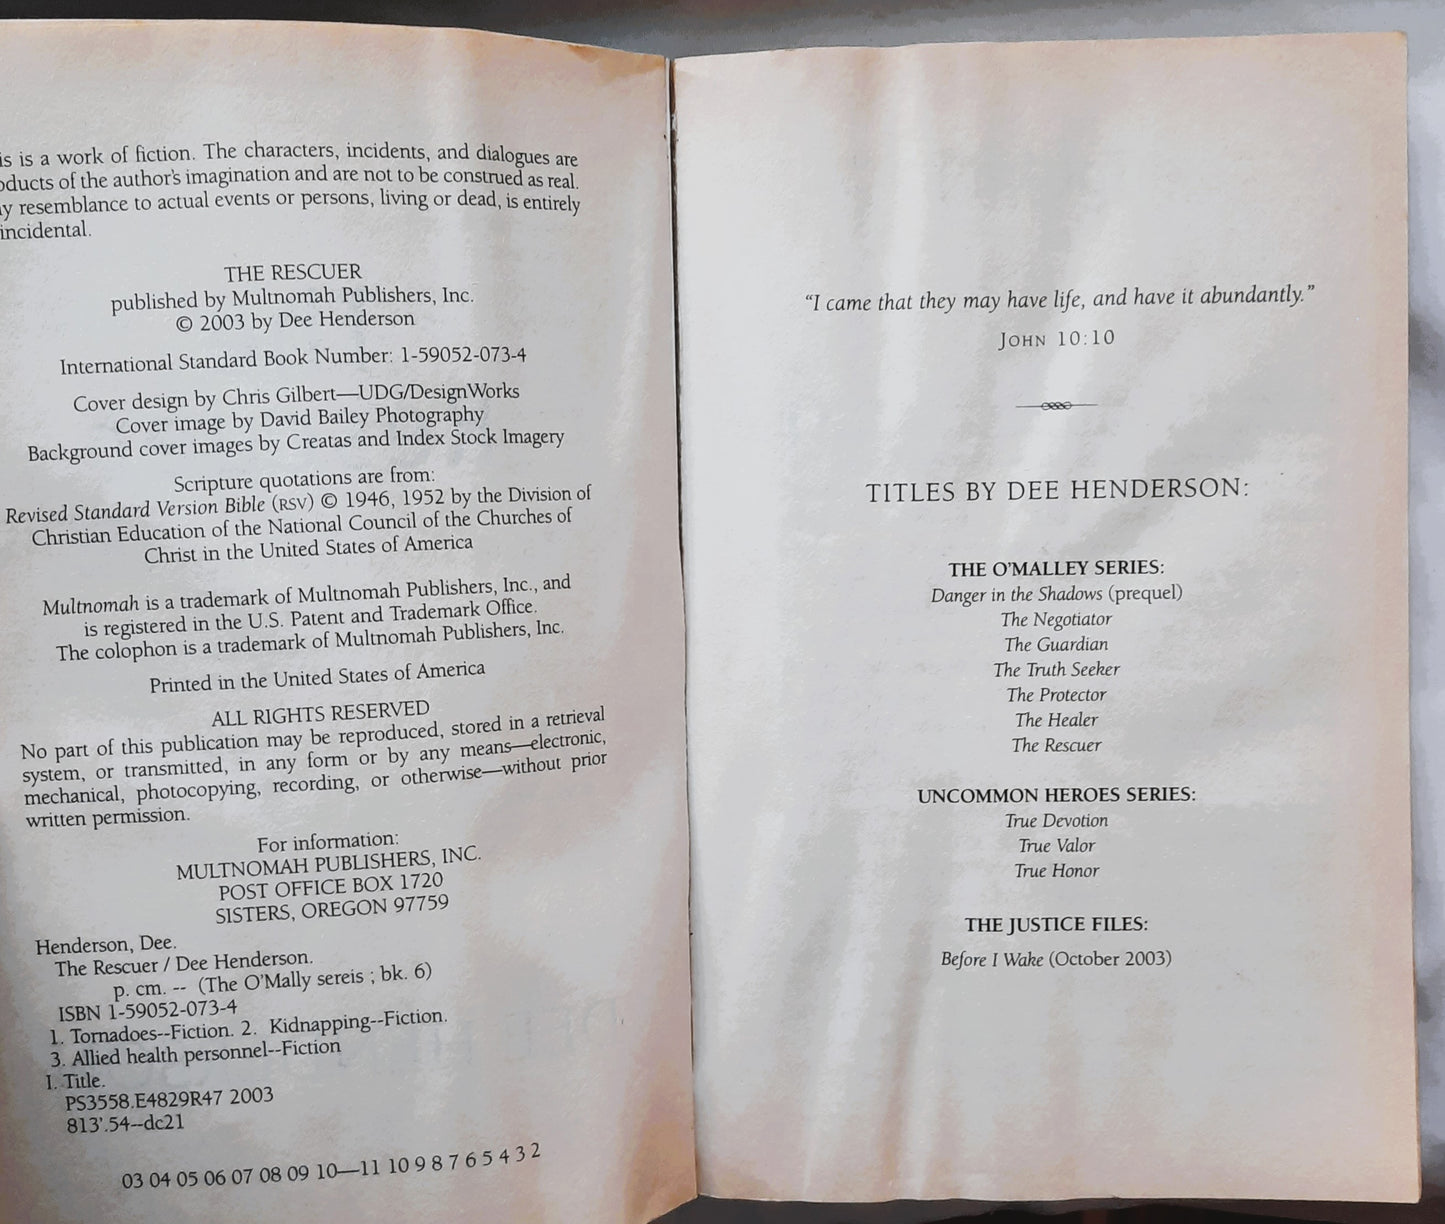 is is a work of fiction. The characters, incidents, and dialogues are
oducts of the author's imagination and are not to be construed as real.
y resemblance to actual events or persons, living or dead, is entirely
incidental.
THE RESCUER
published by Multnomah Publishers, Inc.
© 2003 by Dee Henderson
International Standard Book Number: 1-59052-073-4
Cover design by Chris Gilbert—UDG/DesignWorks
Cover image by David Bailey Photography
Background cover images by Creatas and Index Stock Imagery
Scripture quotations are from:
Revised Standard Version Bible (RSV) © 1946, 1952 by the Division of
Christian Education of the National Council of the Churches of
Christ in the United States of America
Multnomah is a trademark of Multnomah Publishers, Inc., and
is registered in the U.S. Patent and Trademark Office.
The colophon is a trademark of Multnomah Publishers, Inc.
Printed in the United States of America
ALL RIGHTS RESERVED
No part of this publication may be reproduced, stored in a retrieval
system, or transmitted, in any form or by any means—electronic,
mechanical, photocopying, recording, or otherwise—without prior
written permission.
For information:
MULTNOMAH PUBLISHERS, INC.
POST OFFICE BOX 1720
SISTERS, OREGON 97759
Henderson, Dee.
The Rescuer / Dee Henderson.
p. cm. -- (The O'Mally sereis ; bk. 6)
ISBN 1-59052-073-4
1. Tornadoes--Fiction. 2. Kidnapping--Fiction.
3. Allied health personnel--Fiction
I. Title.
PS3558.E4829R47 2003
813'.54--dc21
03 04 05 06 07 08 09 10—11 10 9 8 7 6 5 4 3 2
"I came that they may have life, and have it abundantly."
JOHN 10:10
TITLES BY DEE HENDERSON:
THE O'MALLEY SERIES:
Danger in the Shadows (prequel)
The Negotiator
The Guardian
The Truth Seeker
The Protector
The Healer
The Rescuer
UNCOMMON HEROES SERIES:
True Devotion
True Valor
True Honor
THE JUSTICE FILES:
Before I Wake (October 2003)